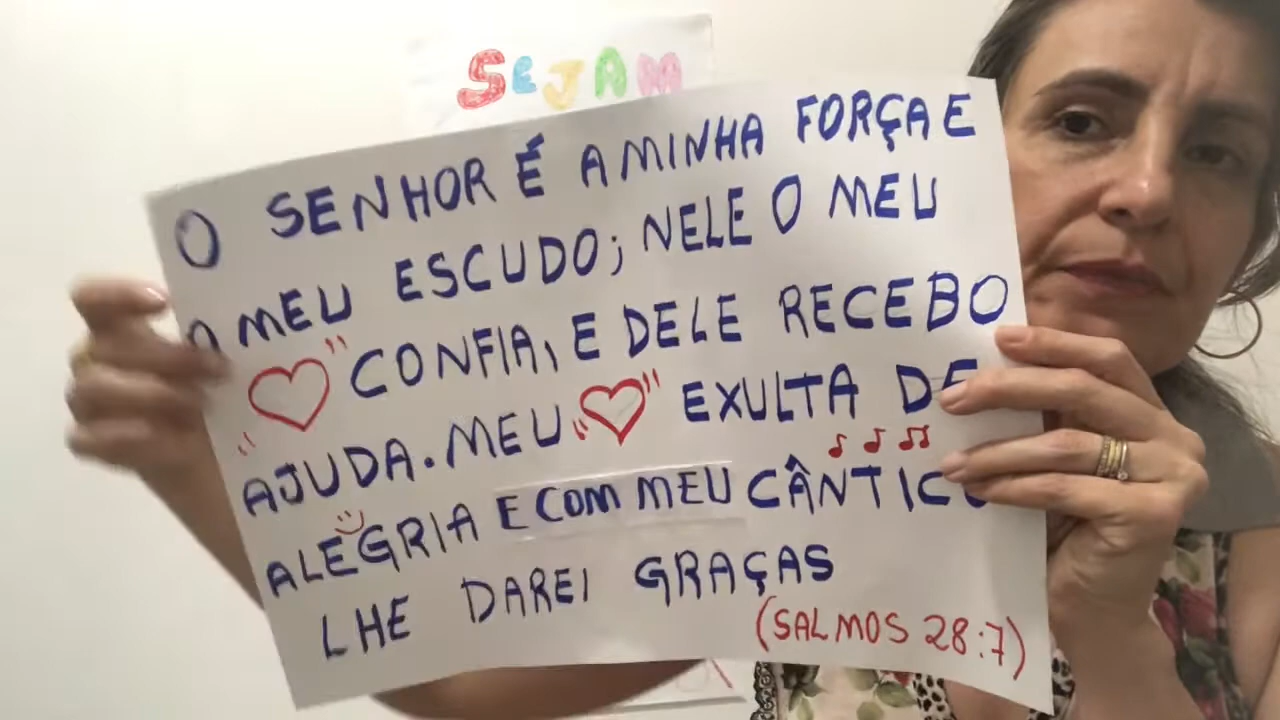 SEJAM
O SENHOR É A MINHA FORÇA E
O MEU ESCUDO; NELE O MEU
"♡" CONFIA, E DELE RECEBO
AJUDA. MEU "♡" EXULTA DE
ALEGRIA E COM MEU CÂNTICO
LHE DAREI GRAÇAS
(SALMOS 28:7)